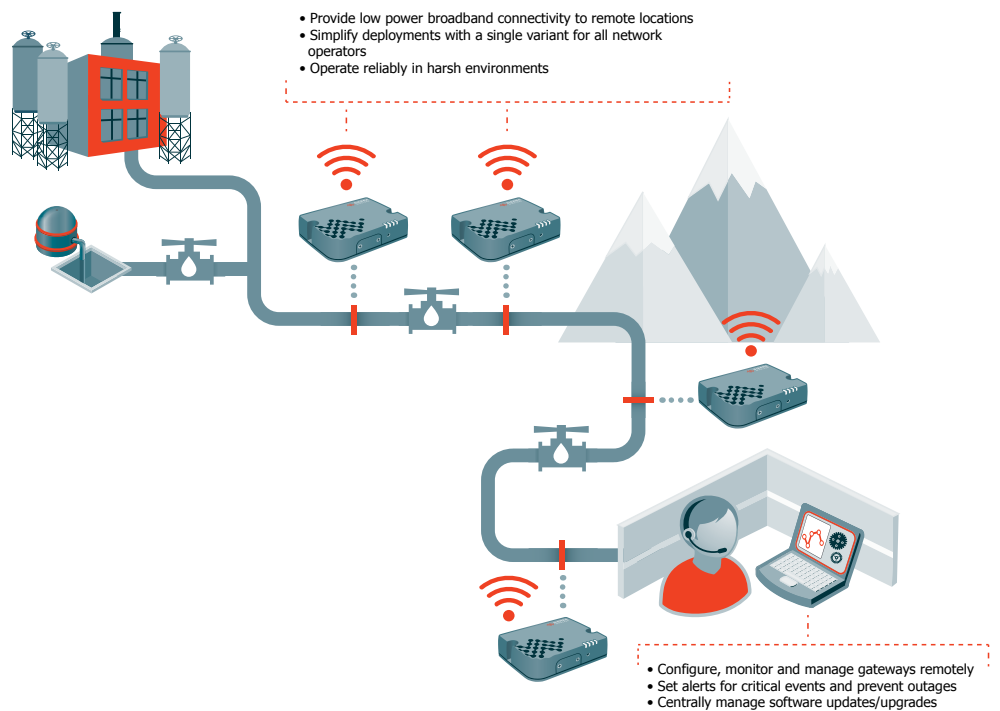 • Provide low power broadband connectivity to remote locations
• Simplify deployments with a single variant for all network
operators
• Operate reliably in harsh environments
• Configure, monitor and manage gateways remotely
• Set alerts for critical events and prevent outages
• Centrally manage software updates/upgrades